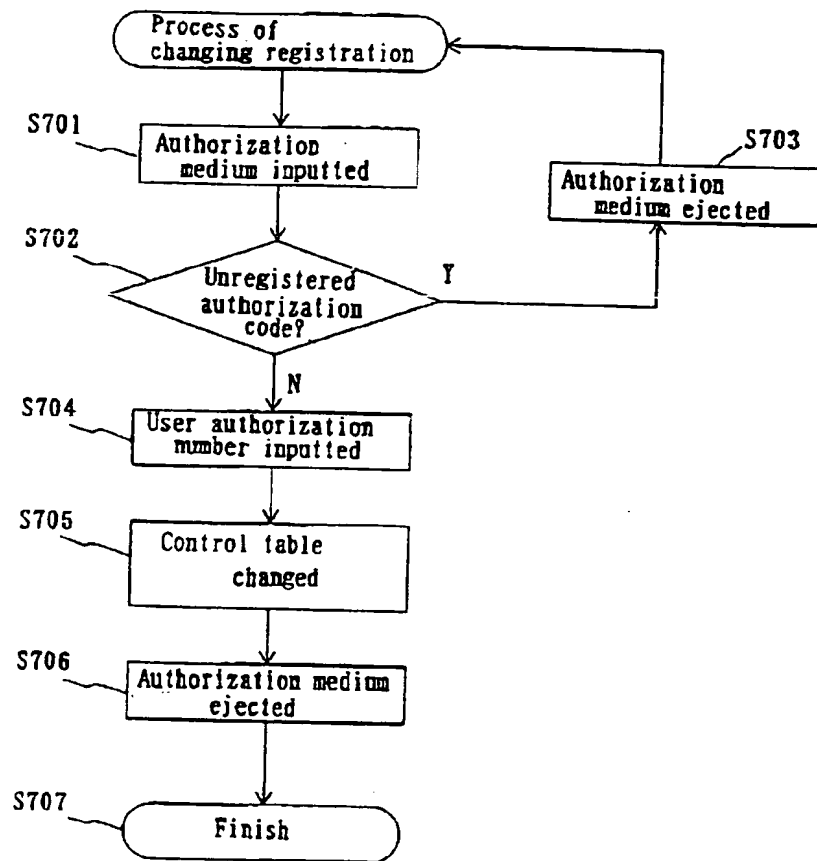 Process of
changing registration
S701
Authorization
medium inputted
S703
Authorization
medium ejected
S702
Unregistered
authorization
code?
Y
N
S704
User authorization
number inputted
S705
Control table
changed
S706
Authorization medium
ejected
S707
Finish